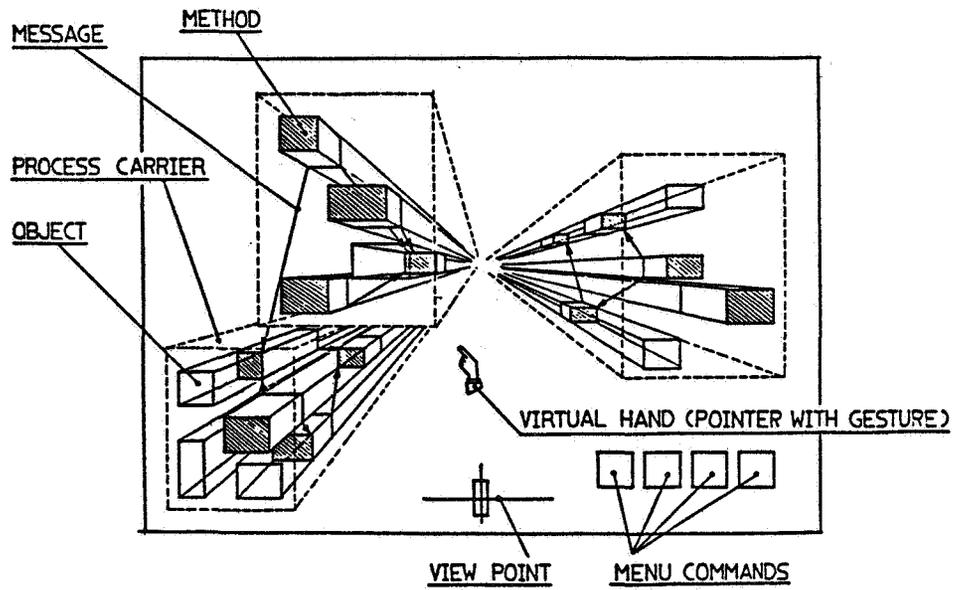 METHOD
MESSAGE
PROCESS CARRIER
OBJECT
VIRTUAL HAND (POINTER WITH GESTURE)
VIEW POINT
MENU COMMANDS